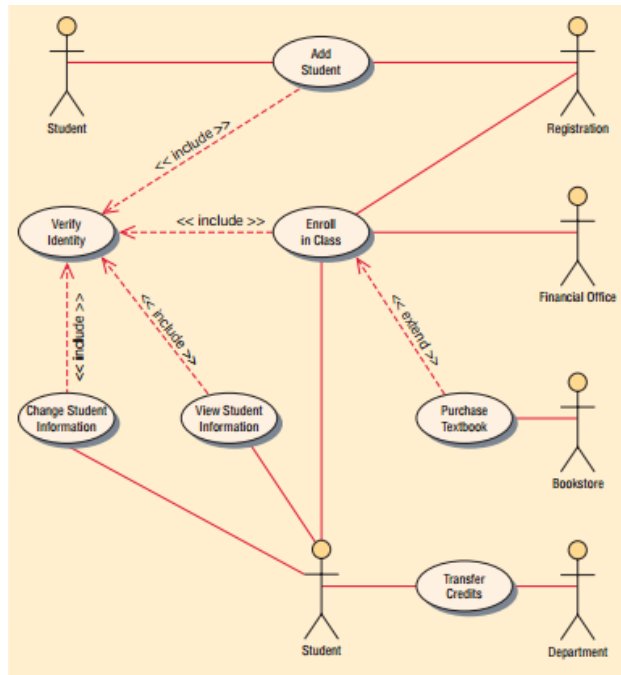 Add
Student
Student
Registration
<< include >>
Verify
Identity
<< include >>
Enroll
in Class
Financial Office
<< include >>
<< include >>
<< extend >>
Change Student
Information
View Student
Information
Purchase
Textbook
Bookstore
Transfer
Credits
Student
Department